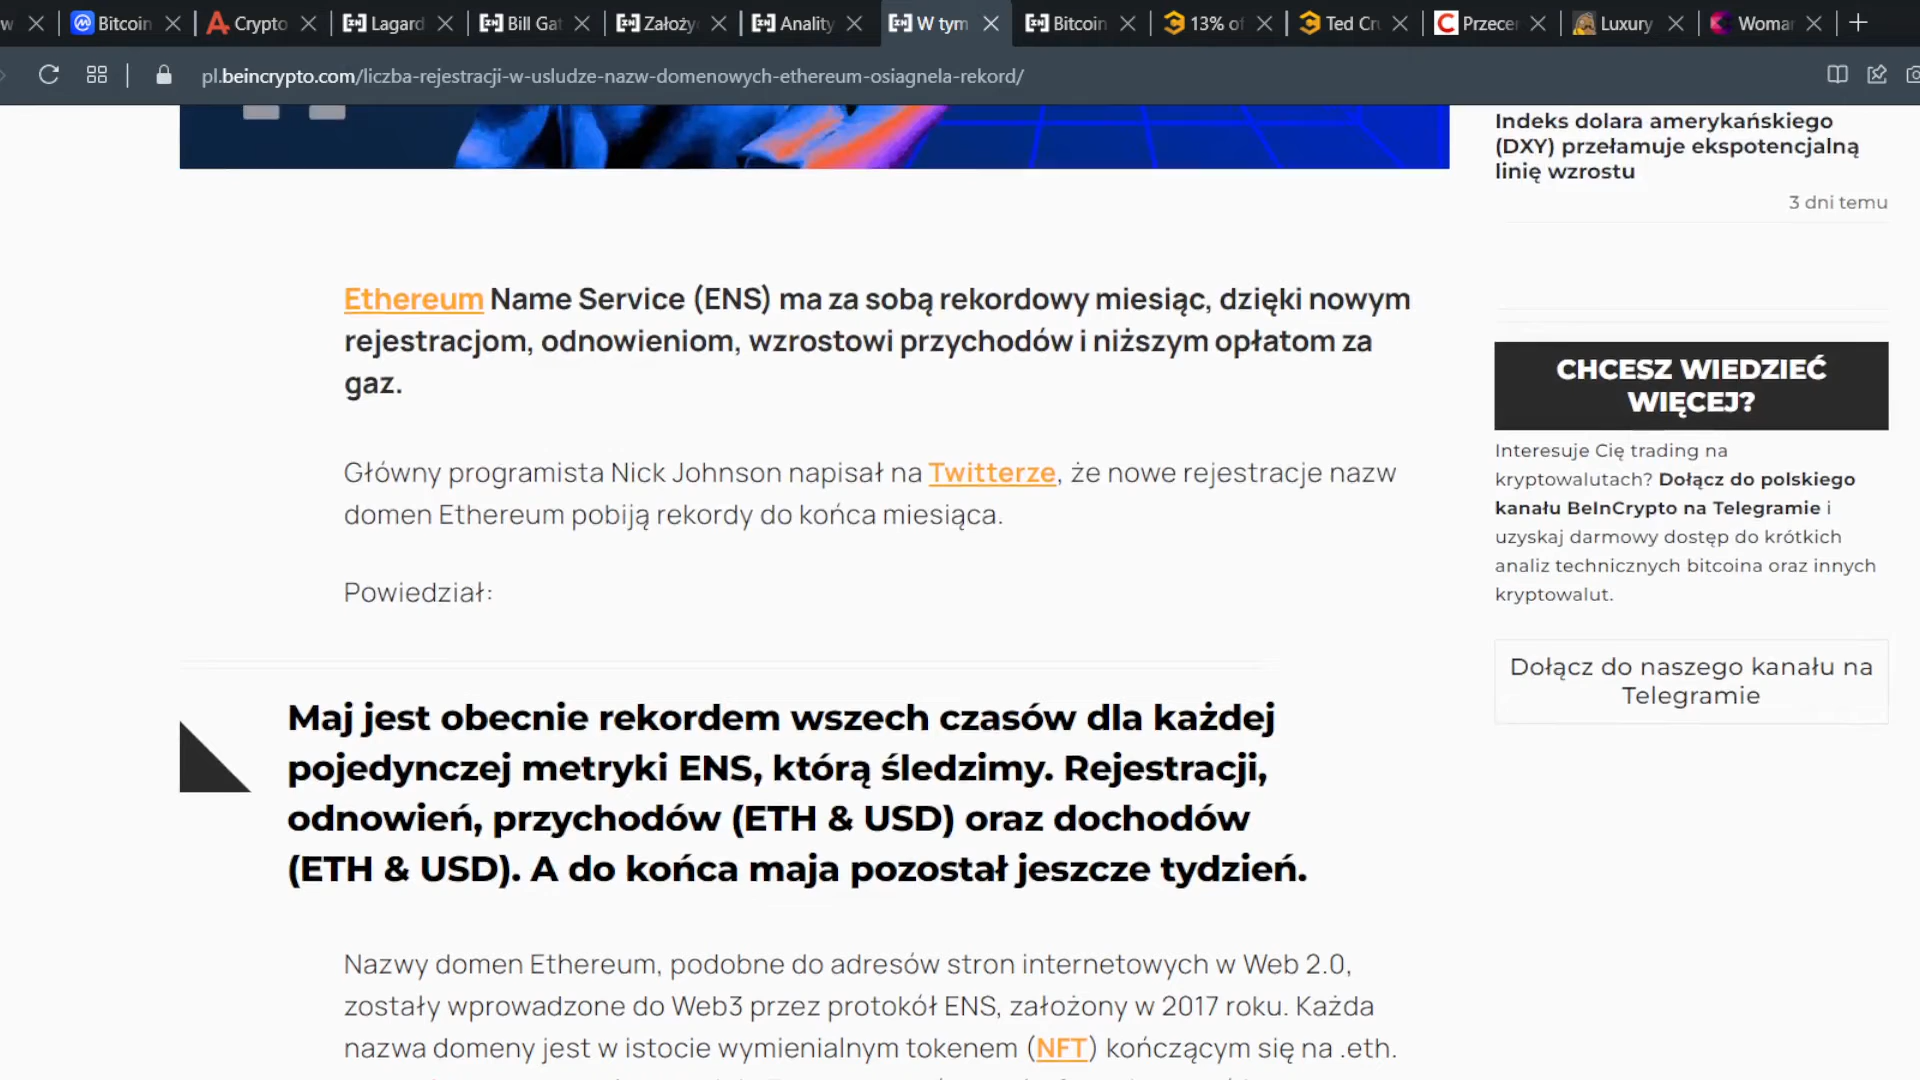 w Bitcoin Crypto Lagard Bill Gat Założy Anality W tym Bitcoin 13% of Ted Cru Przecen Luxury Woman
pl.beincrypto.com/liczba-rejestracji-w-usludze-nazw-domenowych-ethereum-osiagnela-rekord/
Indeks dolara amerykańskiego
(DXY) przełamuje ekspotencjalną
linię wzrostu
3 dni temu
Ethereum Name Service (ENS) ma za sobą rekordowy miesiąc, dzięki nowym
rejestracjom, odnowieniom, wzrostowi przychodów i niższym opłatom za
gaz.
Główny programista Nick Johnson napisał na Twitterze, że nowe rejestracje nazw
domen Ethereum pobiją rekordy do końca miesiąca.
Powiedział:
Maj jest obecnie rekordem wszech czasów dla każdej
pojedynczej metryki ENS, którą śledzimy. Rejestracji,
odnowień, przychodów (ETH & USD) oraz dochodów
(ETH & USD). A do końca maja pozostał jeszcze tydzień.
Nazwy domen Ethereum, podobne do adresów stron internetowych w Web 2.0,
zostały wprowadzone do Web3 przez protokół ENS, założony w 2017 roku. Każda
nazwa domeny jest w istocie wymienialnym tokenem (NFT) kończącym się na .eth.
CHCESZ WIEDZIEĆ
WIĘCEJ?
Interesuje Cię trading na
kryptowalutach? Dołącz do polskiego
kanału BeInCrypto na Telegramie i
uzyskaj darmowy dostęp do krótkich
analiz technicznych bitcoina oraz innych
kryptowalut.
Dołącz do naszego kanału na
Telegramie